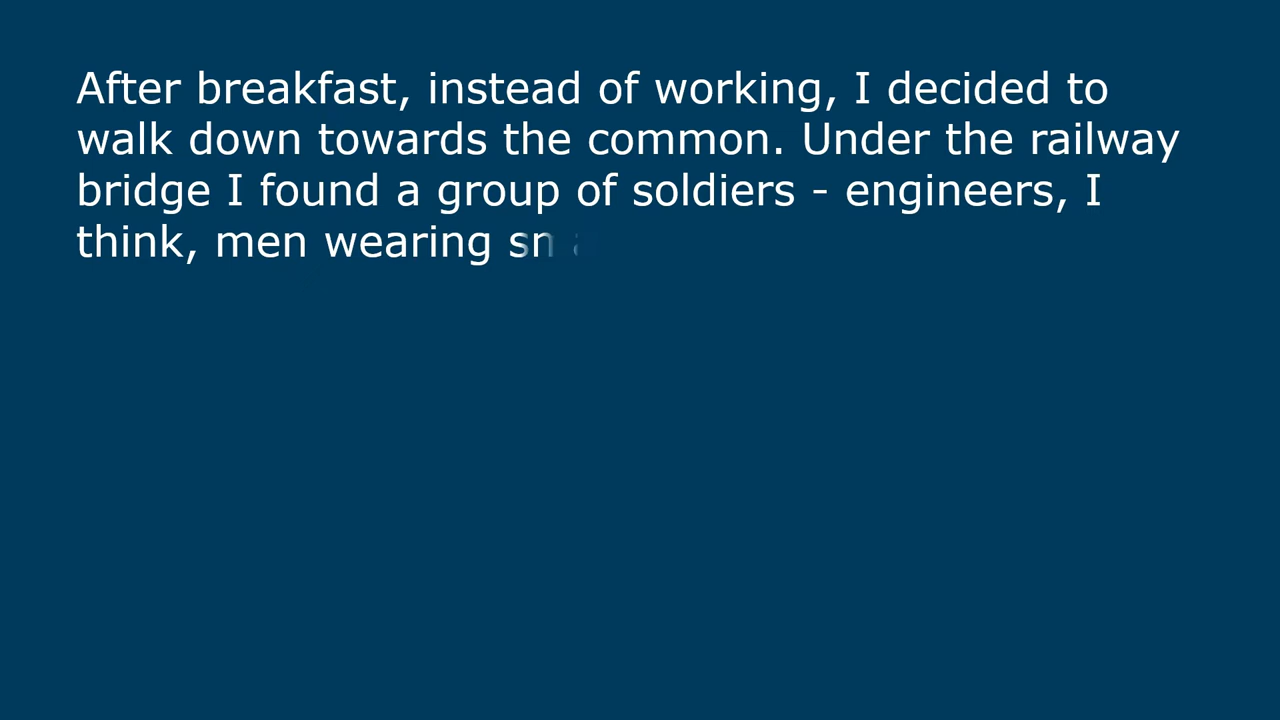 After breakfast, instead of working, I decided to
walk down towards the common. Under the railway
bridge I found a group of soldiers - engineers, I
think, men wearing